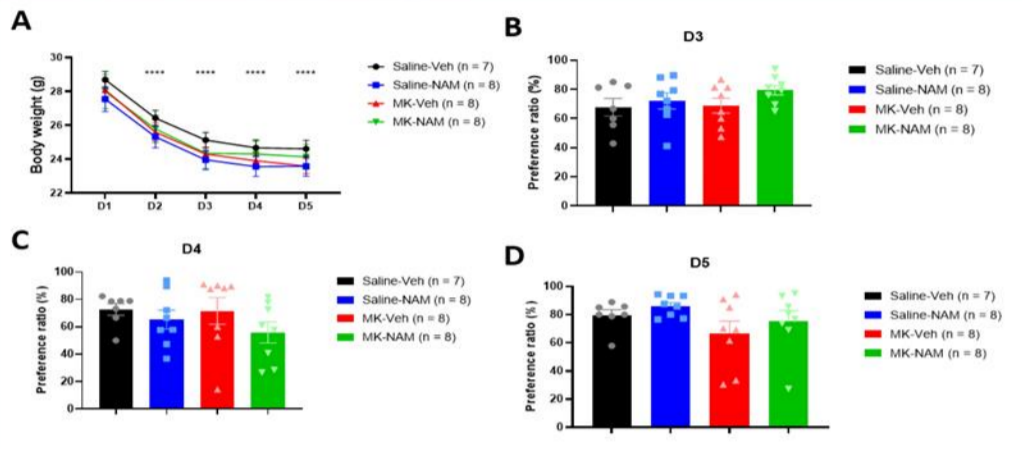 A
Body weight (g)
30
28
26
24
22
D1 D2 D3 D4 D5
**** **** **** ****
Saline-Veh (n = 7)
Saline-NAM (n = 8)
MK-Veh (n = 8)
MK-NAM (n = 8)
B
D3
Preference ratio (%)
100
80
60
40
20
0
Saline-Veh (n = 7)
Saline-NAM (n = 8)
MK-Veh (n = 8)
MK-NAM (n = 8)
C
D4
Preference ratio (%)
100
80
60
40
20
0
Saline-Veh (n = 7)
Saline-NAM (n = 8)
MK-Veh (n = 8)
MK-NAM (n = 8)
D
D5
Preference ratio (%)
100
80
60
40
20
0
Saline-Veh (n = 7)
Saline-NAM (n = 8)
MK-Veh (n = 8)
MK-NAM (n = 8)